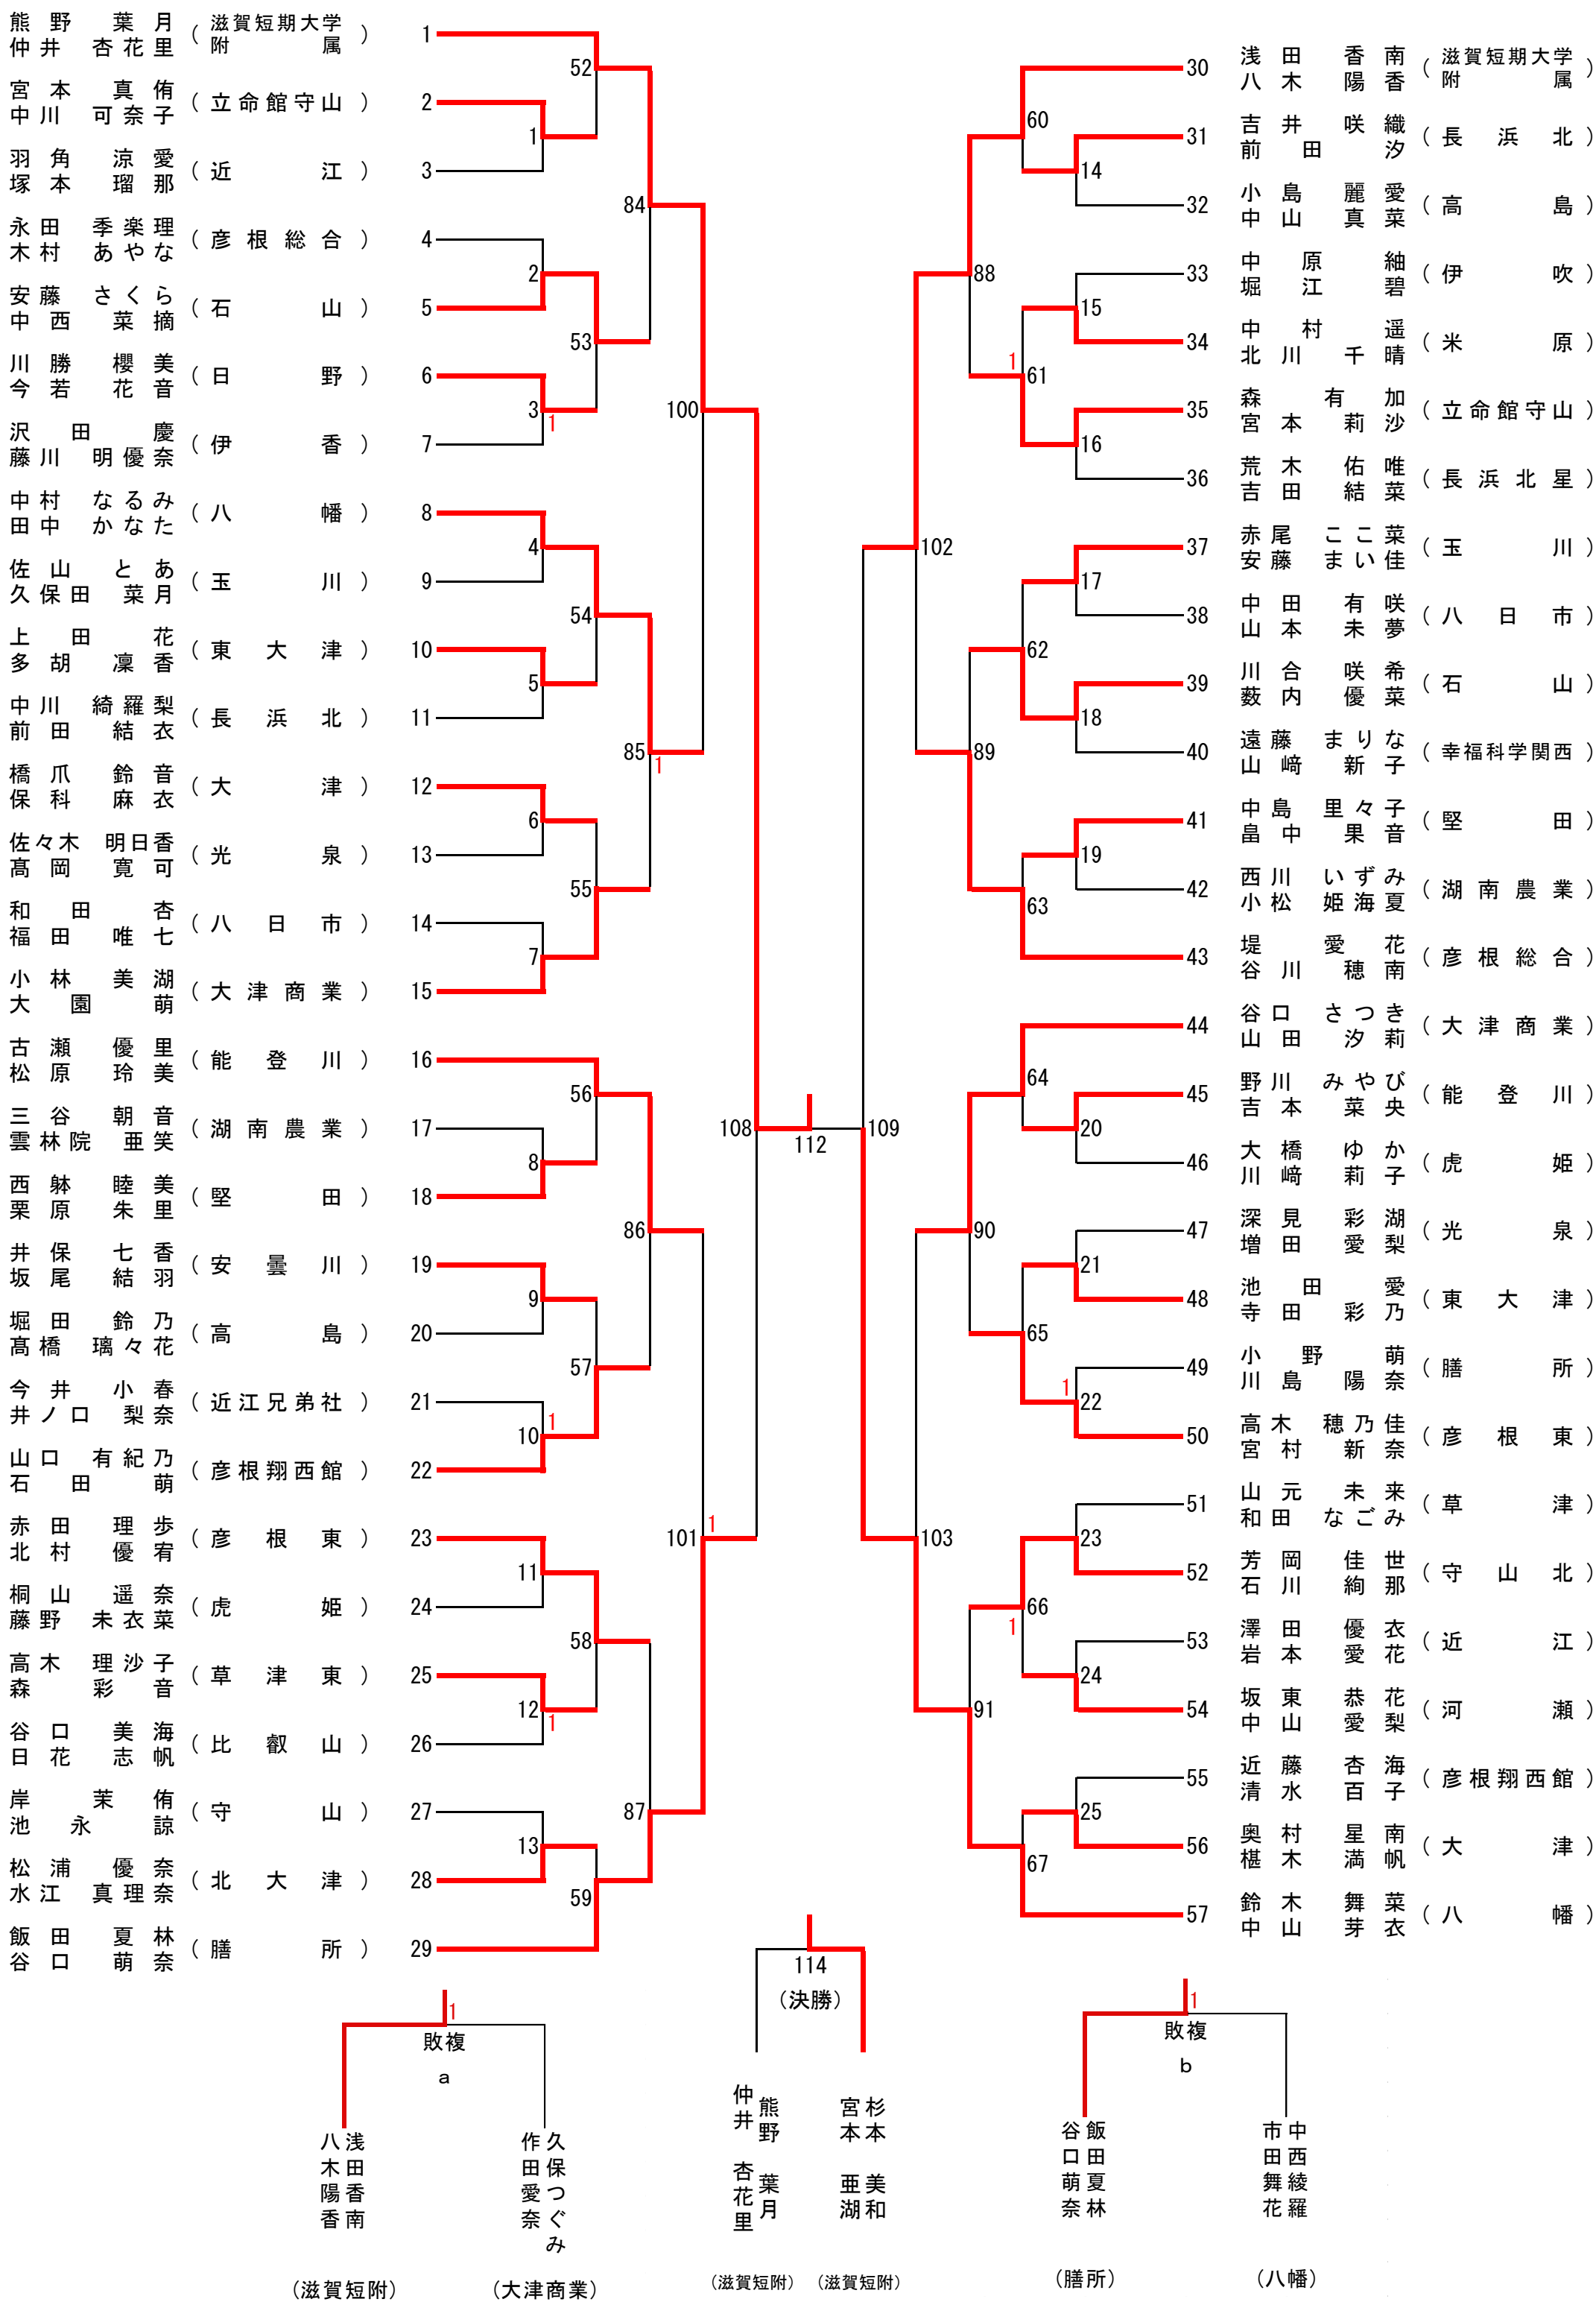 熊野 葉月 (滋賀短期大学附属) 1
仲井 杏花里
宮本 真侑 (立命館守山) 2
中川 可奈子
羽角 涼愛 (近江) 3
塚本 瑠那
永田 季楽理 (彦根総合) 4
木村 あやな
安藤 さくら (石山) 5
中西 菜摘
川勝 櫻美 (日野) 6
今若 花音
沢田 慶 (伊香) 7
藤川 明優奈
中村 なるみ (八幡) 8
田中 かなた
佐山 とあ (玉川) 9
久保田 菜月
上田 花 (東大津) 10
多胡 凜香
中川 綺羅梨 (長浜北) 11
前田 結衣
橋爪 鈴音 (大津) 12
保科 麻衣
佐々木 明日香 (光泉) 13
髙岡 寛可
和田 杏 (八日市) 14
福田 唯七
小林 美湖 (大津商業) 15
大園 萌
古瀬 優里 (能登川) 16
松原 玲美
三谷 朝音 (湖南農業) 17
雲林院 亜笑
西躰 睦美 (堅田) 18
栗原 朱里
井保 七香 (安曇川) 19
坂尾 結羽
堀田 鈴乃 (高島) 20
髙橋 璃々花
今井 小春 (近江兄弟社) 21
井ノ口 梨奈
山口 有紀乃 (彦根翔西館) 22
石田 萌
赤田 理歩 (彦根東) 23
北村 優宥
桐山 遥奈 (虎姫) 24
藤野 未衣菜
高木 理沙子 (草津東) 25
森 彩音
谷口 美海 (比叡山) 26
日花 志帆
岸 茉侑 (守山) 27
池永 諒
松浦 優奈 (北大津) 28
水江 真理奈
飯田 夏林 (膳所) 29
谷口 萌奈
52
1
84
2
53
3
1
100
4
54
5
85
1
6
55
7
56
8
86
9
57
10
1
101
1
11
58
12
1
87
13
59
108
112
109
30 浅田 香南 (滋賀短期大学附属)
八木 陽香
31 吉井 咲織 (長浜北)
前田 汐
32 小島 麗愛 (高島)
中山 真菜
33 中原 紬 (伊吹)
堀江 碧
34 中村 遥 (米原)
北川 千晴
35 森 有加 (立命館守山)
宮本 莉沙
36 荒木 佑唯 (長浜北星)
吉田 結菜
37 赤尾 ここ菜 (玉川)
安藤 まい佳
38 中田 有咲 (八日市)
山本 未夢
39 川合 咲希 (石山)
薮内 優菜
40 遠藤 まりな (幸福科学関西)
山﨑 新子
41 中島 里々子 (堅田)
畠中 果音
42 西川 いずみ (湖南農業)
小松 姫海夏
43 堤 愛花 (彦根総合)
谷川 穂南
44 谷口 さつき (大津商業)
山田 汐莉
45 野川 みやび (能登川)
吉本 菜央
46 大橋 ゆか (虎姫)
川﨑 莉子
47 深見 彩湖 (光泉)
増田 愛梨
48 池田 愛 (東大津)
寺田 彩乃
49 小野 萌 (膳所)
川島 陽奈
50 高木 穂乃佳 (彦根東)
宮村 新奈
51 山元 未来 (草津)
和田 なごみ
52 芳岡 佳世 (守山北)
石川 絢那
53 澤田 優衣 (近江)
岩本 愛花
54 坂東 恭花 (河瀬)
中山 愛梨
55 近藤 杏海 (彦根翔西館)
清水 百子
56 奥村 星南 (大津)
椹木 満帆
57 鈴木 舞菜 (八幡)
中山 芽衣
60
14
88
15
1
61
16
102
17
62
18
89
19
63
64
20
90
21
65
1
22
103
23
66
1
24
91
25
67
1
敗複
a
浅田香南
八木陽香
(滋賀短附)
久保つぐみ
作田愛奈
(大津商業)
114
(決勝)
熊野 葉月
仲井 杏花里
(滋賀短附)
杉本 美和
宮本 亜湖
(滋賀短附)
1
敗複
b
飯田夏林
谷口萌奈
(膳所)
中西綾羅
市田舞花
(八幡)